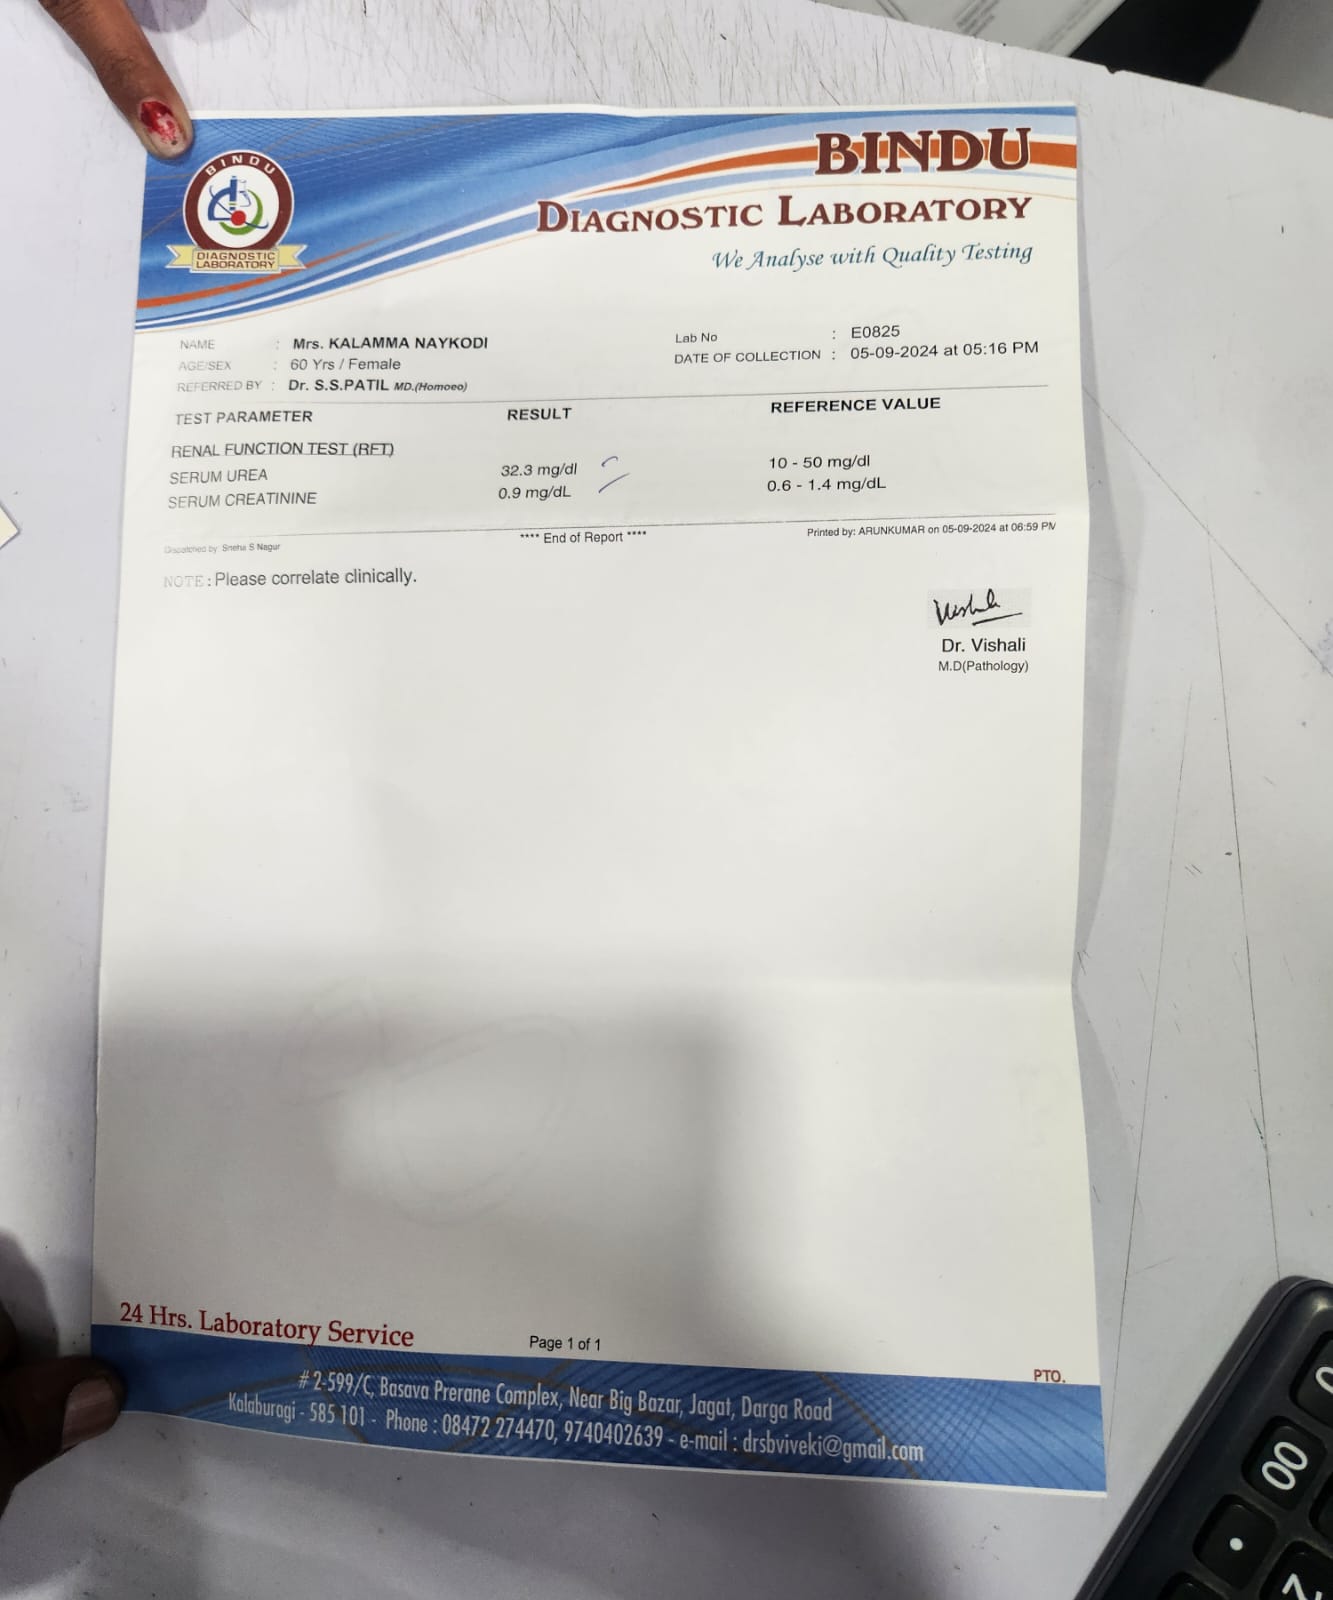 BINDU
DIAGNOSTIC
LABORATORY
BINDU
DIAGNOSTIC LABORATORY
We Analyse with Quality Testing
NAME : Mrs. KALAMMA NAYKODI
AGE/SEX : 60 Yrs / Female
REFERRED BY : Dr. S.S.PATIL MD.(Homoeo)
Lab No : E0825
DATE OF COLLECTION : 05-09-2024 at 05:16 PM
TEST PARAMETER RESULT REFERENCE VALUE
RENAL FUNCTION TEST (RFT)
SERUM UREA 32.3 mg/dl 10 - 50 mg/dl
SERUM CREATININE 0.9 mg/dL 0.6 - 1.4 mg/dL
Dispatched by: Sneha S Nagur
**** End of Report ****
Printed by: ARUNKUMAR on 05-09-2024 at 06:59 PM
NOTE : Please correlate clinically.
Dr. Vishali
M.D(Pathology)
24 Hrs. Laboratory Service
Page 1 of 1
PTO.
# 2-599/C, Basava Prerane Complex, Near Big Bazar, Jagat, Darga Road
Kalaburagi - 585 101 - Phone : 08472 274470, 9740402639 - e-mail : drsbviveki@gmail.com
00
.
2
0